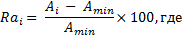 Ra_i = (A_i − A_min) / A_min × 100, где